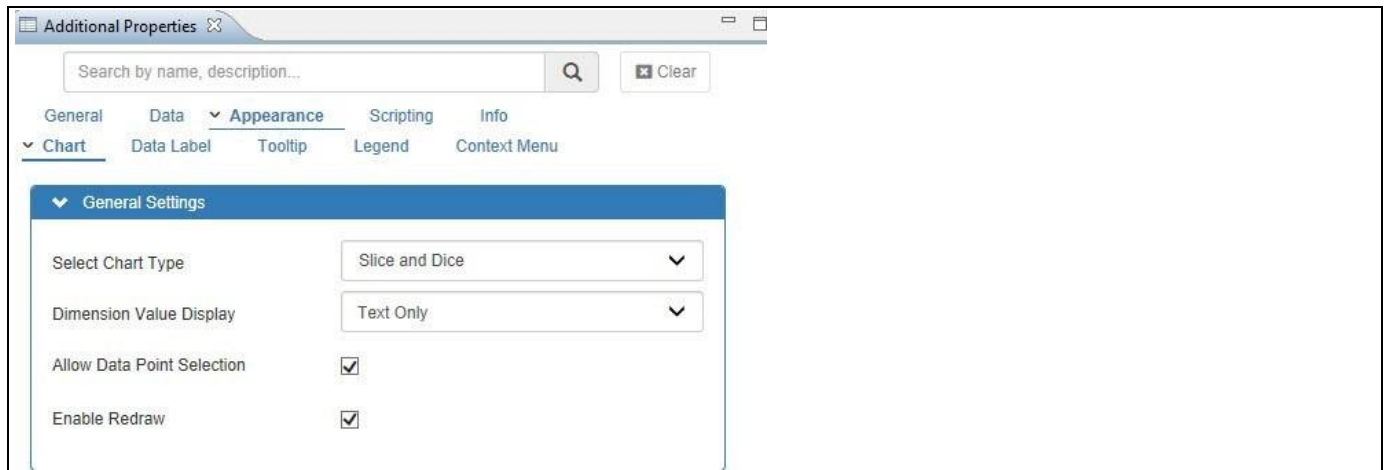 Additional Properties
Search by name, description...
Clear
General Data Appearance Scripting Info
Chart Data Label Tooltip Legend Context Menu
General Settings
Select Chart Type Slice and Dice
Dimension Value Display Text Only
Allow Data Point Selection
Enable Redraw